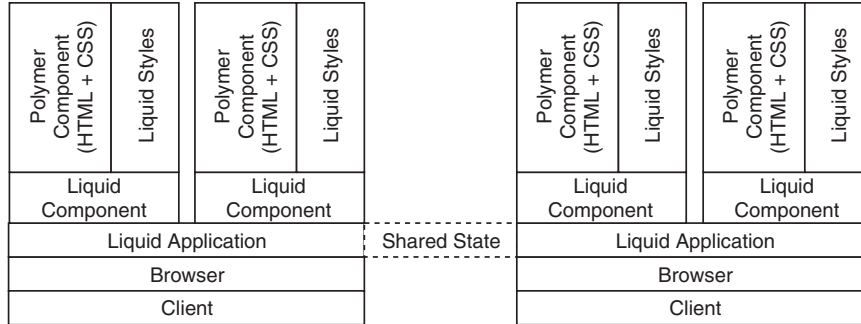 Polymer
Component
(HTML + CSS)
Liquid Styles
Polymer
Component
(HTML + CSS)
Liquid Styles
Polymer
Component
(HTML + CSS)
Liquid Styles
Polymer
Component
(HTML + CSS)
Liquid Styles
Liquid
Component
Liquid
Component
Liquid
Component
Liquid
Component
Liquid Application
Shared State
Liquid Application
Browser
Browser
Client
Client